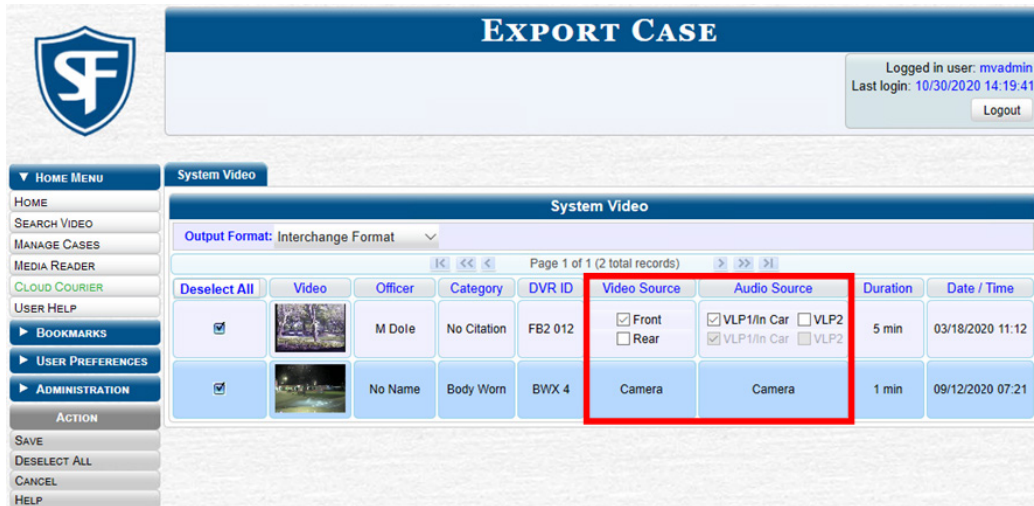 EXPORT CASE
SF
Logged in user: mvadmin
Last login: 10/30/2020 14:19:41
Logout
▼ HOME MENU
HOME
SEARCH VIDEO
MANAGE CASES
MEDIA READER
CLOUD COURIER
USER HELP
▶ BOOKMARKS
▶ USER PREFERENCES
▶ ADMINISTRATION
ACTION
SAVE
DESELECT ALL
CANCEL
HELP
System Video
System Video
Output Format: Interchange Format
Page 1 of 1 (2 total records)
Deselect All Video Officer Category DVR ID Video Source Audio Source Duration Date / Time
M Dole No Citation FB2 012 Front VLP1/In Car VLP2 5 min 03/18/2020 11:12
Rear VLP1/In Car VLP2
No Name Body Worn BWX 4 Camera Camera 1 min 09/12/2020 07:21